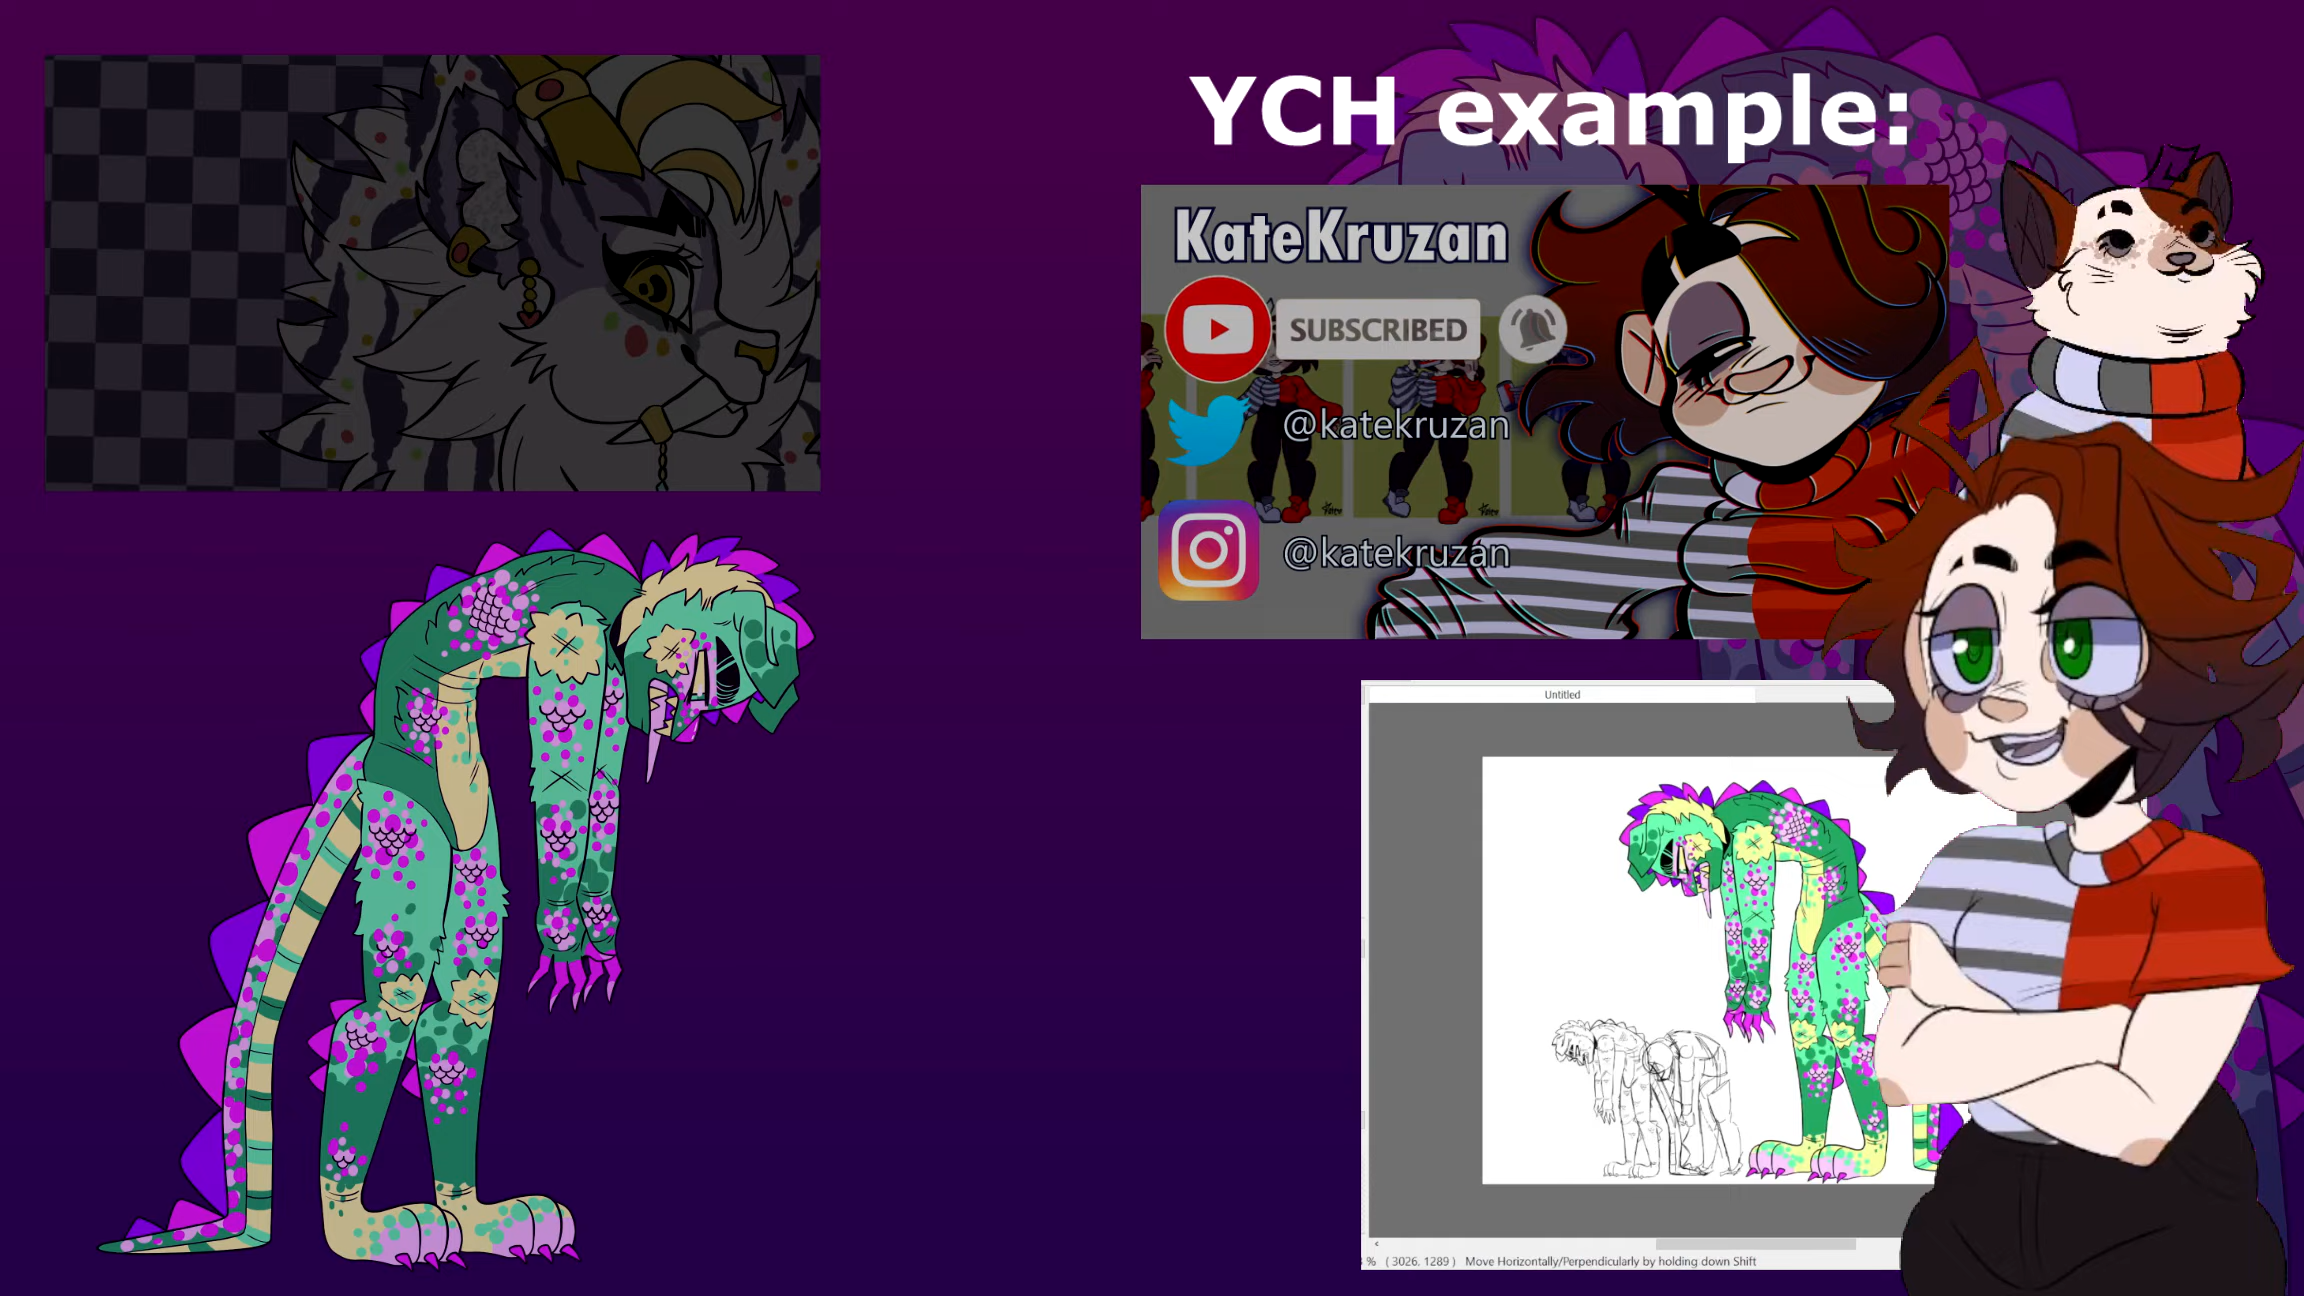 YCH example:
KateKruzan
SUBSCRIBED
@katekruzan
@katekruzan
Untitled
% ( 3026, 1289 ) Move Horizontally/Perpendicularly by holding down Shift